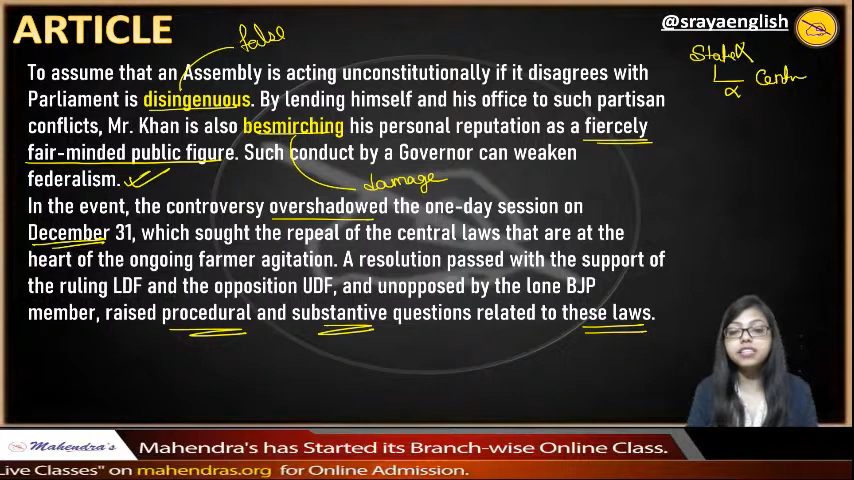 ARTICLE
@srayaenglish
false
State
Centre
To assume that an Assembly is acting unconstitutionally if it disagrees with
Parliament is disingenuous. By lending himself and his office to such partisan
conflicts, Mr. Khan is also besmirching his personal reputation as a fiercely
fair-minded public figure. Such conduct by a Governor can weaken
federalism.
damage
In the event, the controversy overshadowed the one-day session on
December 31, which sought the repeal of the central laws that are at the
heart of the ongoing farmer agitation. A resolution passed with the support of
the ruling LDF and the opposition UDF, and unopposed by the lone BJP
member, raised procedural and substantive questions related to these laws.
Mahendra's
Mahendra's has Started its Branch-wise Online Class.
Live Classes" on mahendras.org for Online Admission.